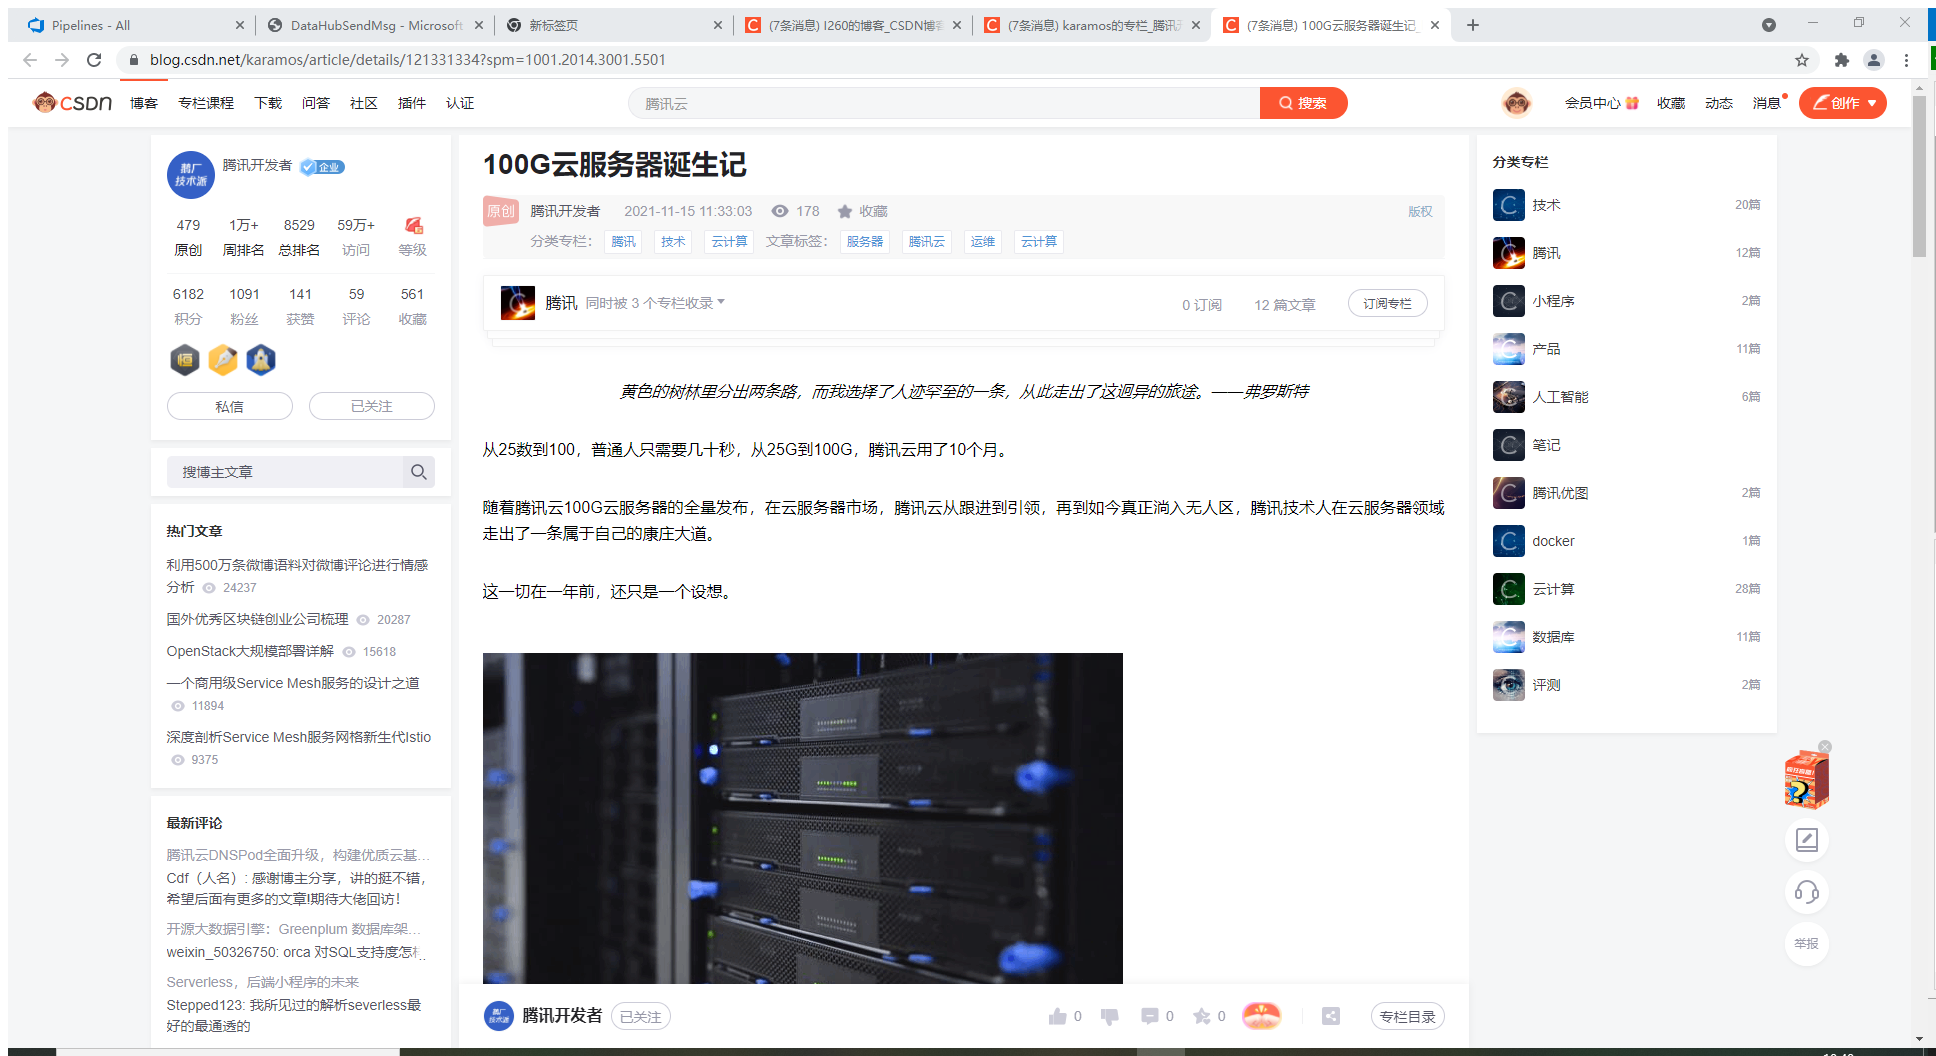 Pipelines - All
DataHubSendMsg - Microsoft
新标签页
(7条消息) l260的博客_CSDN博客
(7条消息) karamos的专栏_腾讯
(7条消息) 100G云服务器诞生记_
blog.csdn.net/karamos/article/details/121331334?spm=1001.2014.3001.5501
CSDN 博客 专栏课程 下载 问答 社区 插件 认证
腾讯云
搜索
会员中心 收藏 动态 消息 创作
鹅厂
技术派
腾讯开发者 企业
479 1万+ 8529 59万+
原创 周排名 总排名 访问 等级
6182 1091 141 59 561
积分 粉丝 获赞 评论 收藏
恒
私信 已关注
搜博主文章
热门文章
利用500万条微博语料对微博评论进行情感
分析 24237
国外优秀区块链创业公司梳理 20287
OpenStack大规模部署详解 15618
一个商用级Service Mesh服务的设计之道
11894
深度剖析Service Mesh服务网格新生代Istio
9375
最新评论
腾讯云DNSPod全面升级，构建优质云基...
Cdf（人名）: 感谢博主分享，讲的挺不错，
希望后面有更多的文章!期待大佬回访！
开源大数据引擎：Greenplum 数据库架...
weixin_50326750: orca 对SQL支持度怎
Serverless，后端小程序的未来
Stepped123: 我所见过的解析severless最
好的最通透的
100G云服务器诞生记
原创 腾讯开发者 2021-11-15 11:33:03 178 收藏 版权
分类专栏： 腾讯 技术 云计算 文章标签： 服务器 腾讯云 运维 云计算
腾讯 同时被 3 个专栏收录 0 订阅 12 篇文章 订阅专栏
黄色的树林里分出两条路，而我选择了人迹罕至的一条，从此走出了这迥异的旅途。——弗罗斯特
从25数到100，普通人只需要几十秒，从25G到100G，腾讯云用了10个月。
随着腾讯云100G云服务器的全量发布，在云服务器市场，腾讯云从跟进到引领，再到如今真正淌入无人区，腾讯技术人在云服务器领域
走出了一条属于自己的康庄大道。
这一切在一年前，还只是一个设想。
鹅厂
技术派
腾讯开发者 已关注 0 0 0 专栏目录
分类专栏
技术 20篇
腾讯 12篇
小程序 2篇
产品 11篇
人工智能 6篇
笔记
腾讯优图 2篇
docker 1篇
云计算 28篇
数据库 11篇
评测 2篇
举报